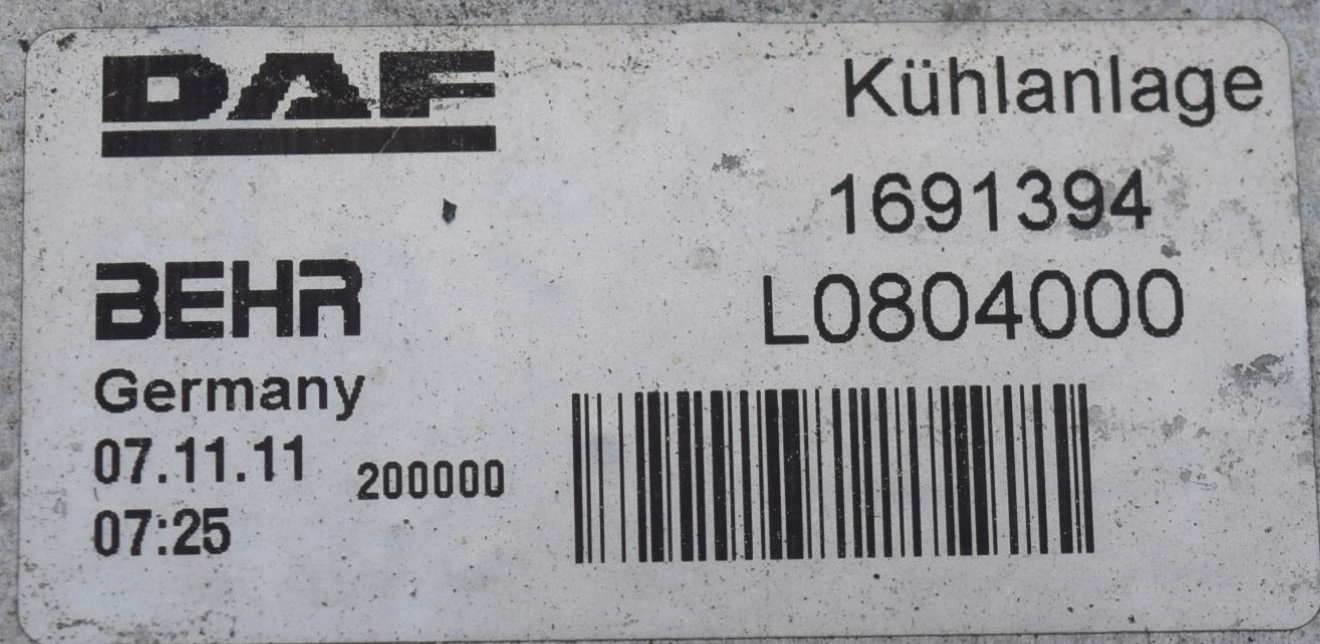 DAF
Kühlanlage
1691394
L0804000
BEHR
Germany
07.11.11
200000
07:25